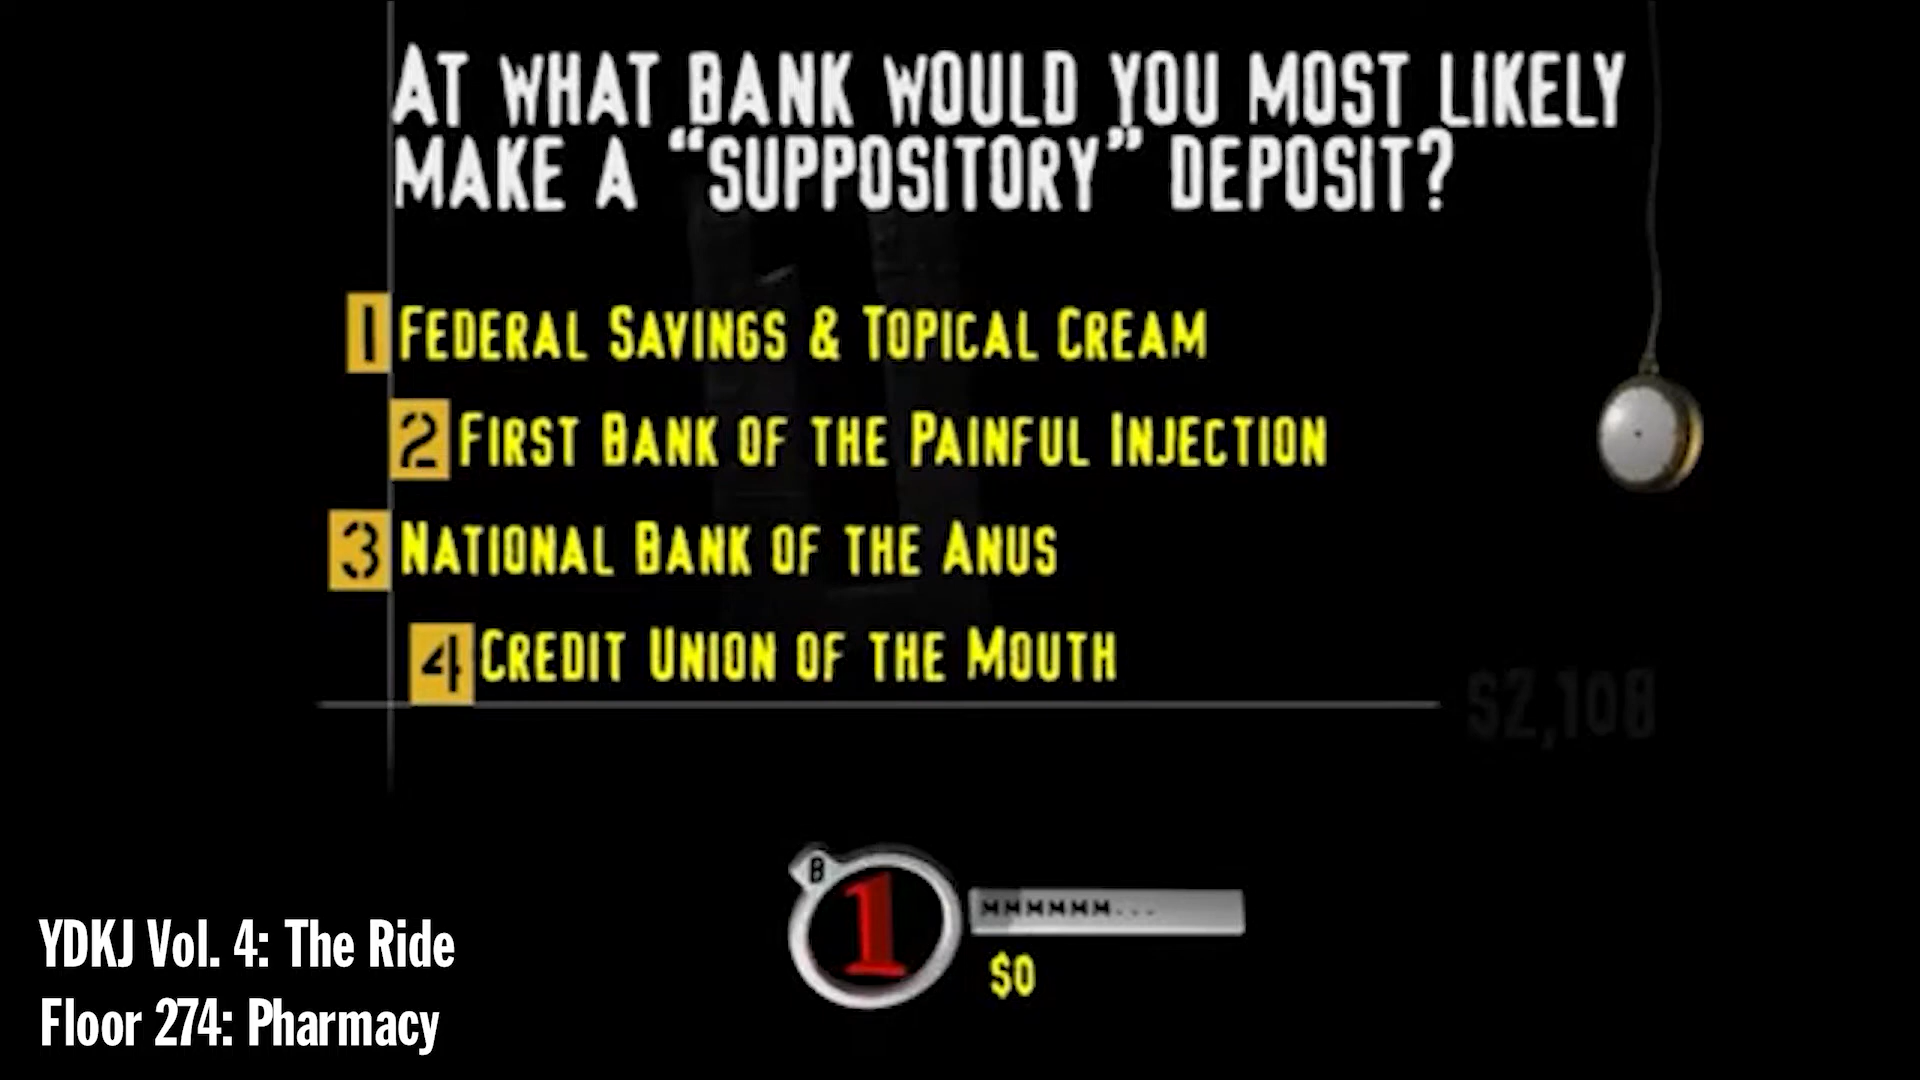 AT WHAT BANK WOULD YOU MOST LIKELY
MAKE A “SUPPOSITORY” DEPOSIT?
1 FEDERAL SAVINGS & TOPICAL CREAM
2 FIRST BANK OF THE PAINFUL INJECTION
3 NATIONAL BANK OF THE ANUS
4 CREDIT UNION OF THE MOUTH
$2,108
B
1 MMMMMM...
$0
YDKJ Vol. 4: The Ride
Floor 274: Pharmacy